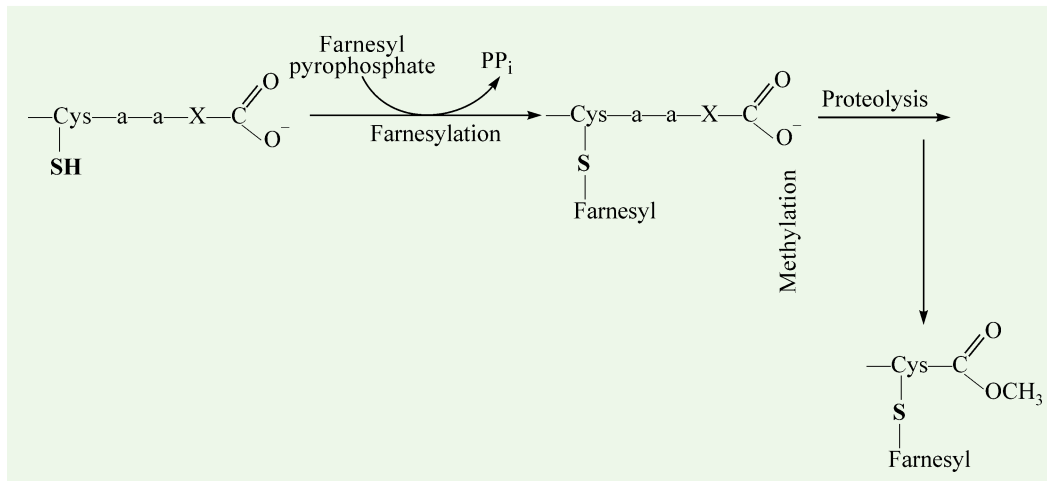 Farnesyl
pyrophosphate
PPi
Farnesylation
Cys—a—a—X—C
O
O−
SH
Cys—a—a—X—C
O
O−
S
Farnesyl
Proteolysis
Methylation
Cys—C
O
OCH3
S
Farnesyl